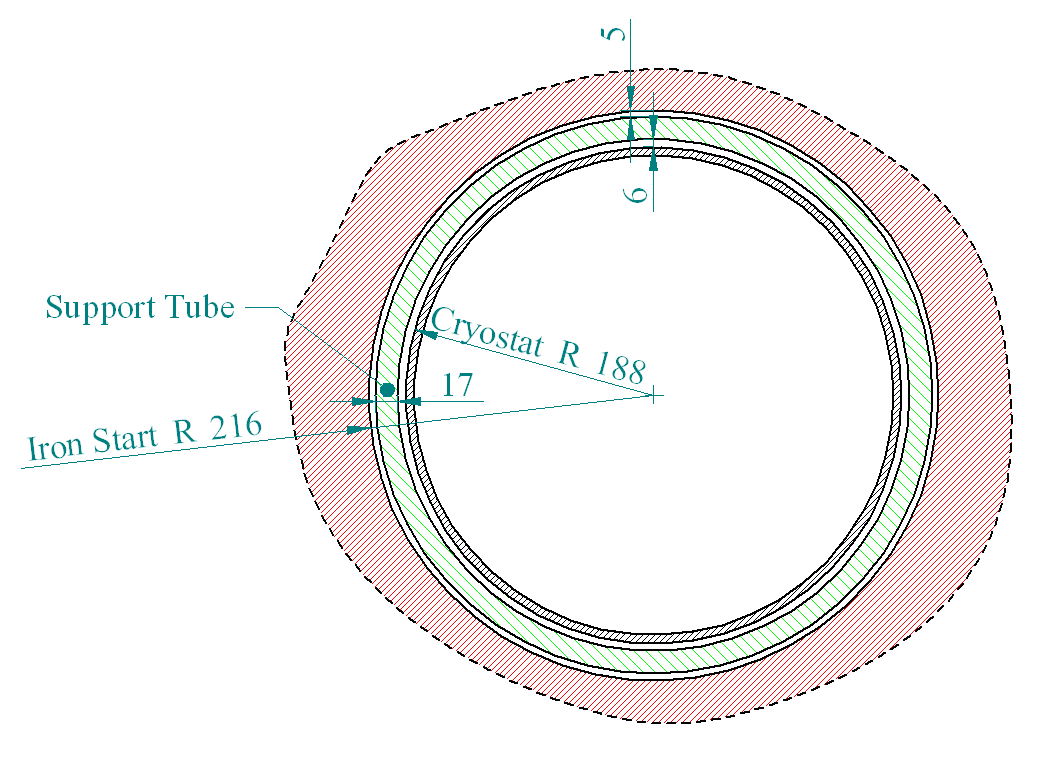 5
6
Support Tube
Cryostat R 188
17
Iron Start R 216